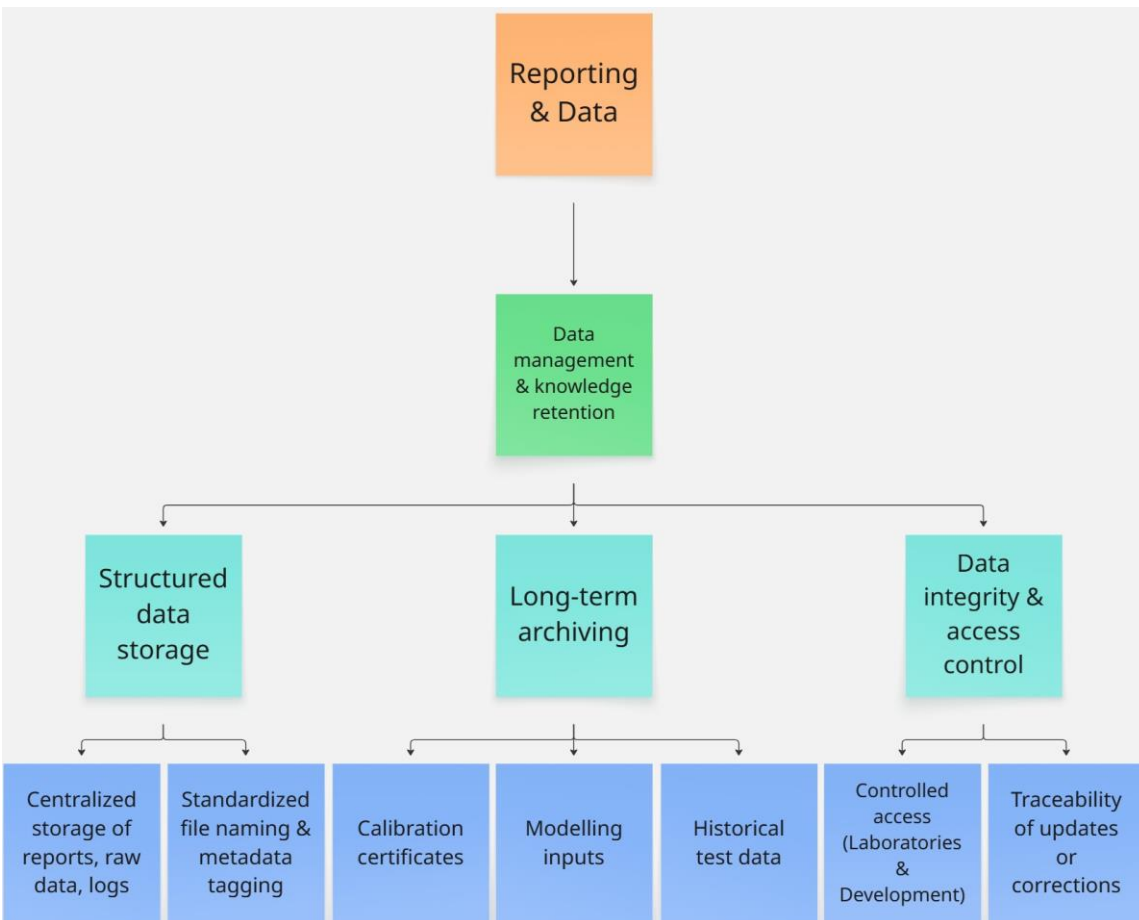 Reporting
& Data
Data
management
& knowledge
retention
Structured
data
storage
Long-term
archiving
Data
integrity &
access
control
Centralized
storage of
reports, raw
data, logs
Standardized
file naming &
metadata
tagging
Calibration
certificates
Modelling
inputs
Historical
test data
Controlled
access
(Laboratories
&
Development)
Traceability
of updates
or
corrections